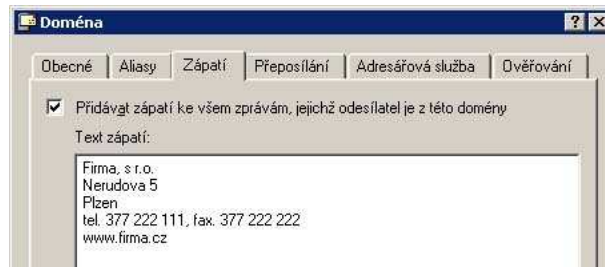 Doména
Obecné Aliasy Zápatí Přeposílání Adresářová služba Ověřování
Přidávat zápatí ke všem zprávám, jejichž odesílatel je z této domény
Text zápatí:
Firma, s r.o.
Nerudova 5
Plzen
tel. 377 222 111, fax. 377 222 222
www.firma.cz